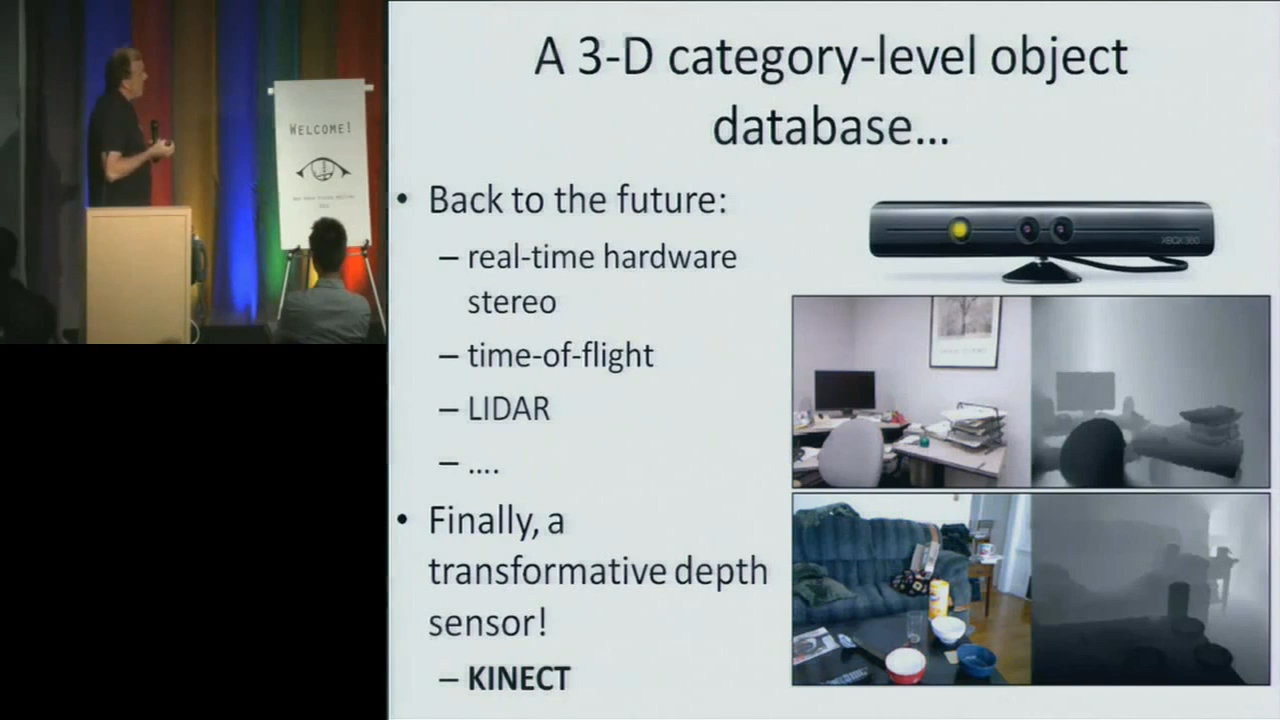 A 3-D category-level object
database...
• Back to the future:
– real-time hardware
stereo
– time-of-flight
– LIDAR
– ....
• Finally, a
transformative depth
sensor!
– KINECT
WELCOME!
XBOX 360